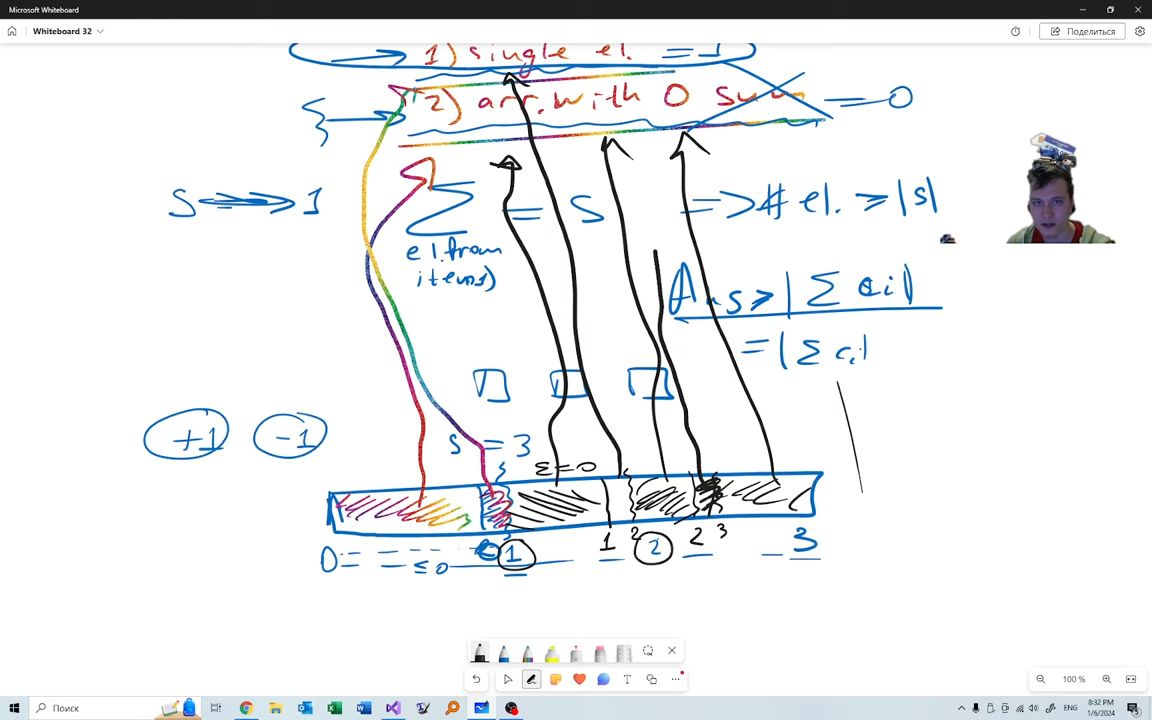 Microsoft Whiteboard
Whiteboard 32
Поделиться
1) single el. = 1
2) arr. with 0 sum = 0
S => 1
Σ = S => # el. ≥ |S|
el. from
items)
Ans ≥ |Σ ai|
= |Σ ci|
+1 -1
S = 3
Σ=0
0 = ≤ 0 1 1 2 2 2 3 3
100 %
Поиск
ENG
8:32 PM
1/6/2024